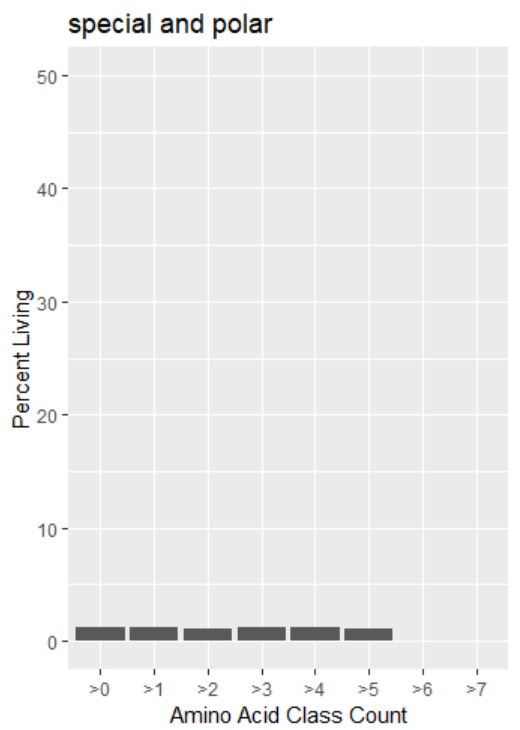 special and polar
50
40
30
20
10
0
Percent Living
>0 >1 >2 >3 >4 >5 >6 >7
Amino Acid Class Count